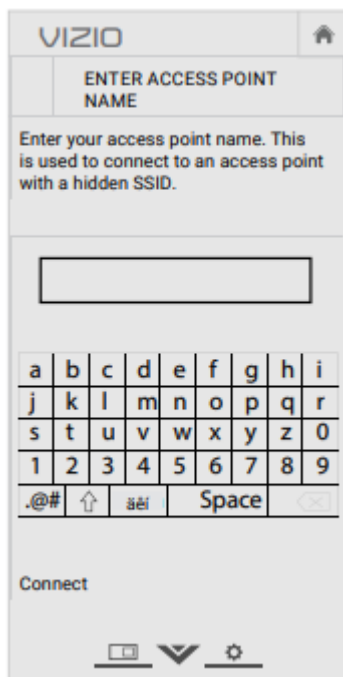 VIZIO
ENTER ACCESS POINT
NAME
Enter your access point name. This
is used to connect to an access point
with a hidden SSID.
a b c d e f g h i
j k l m n o p q r
s t u v w x y z 0
1 2 3 4 5 6 7 8 9
.@# äêí Space
Connect